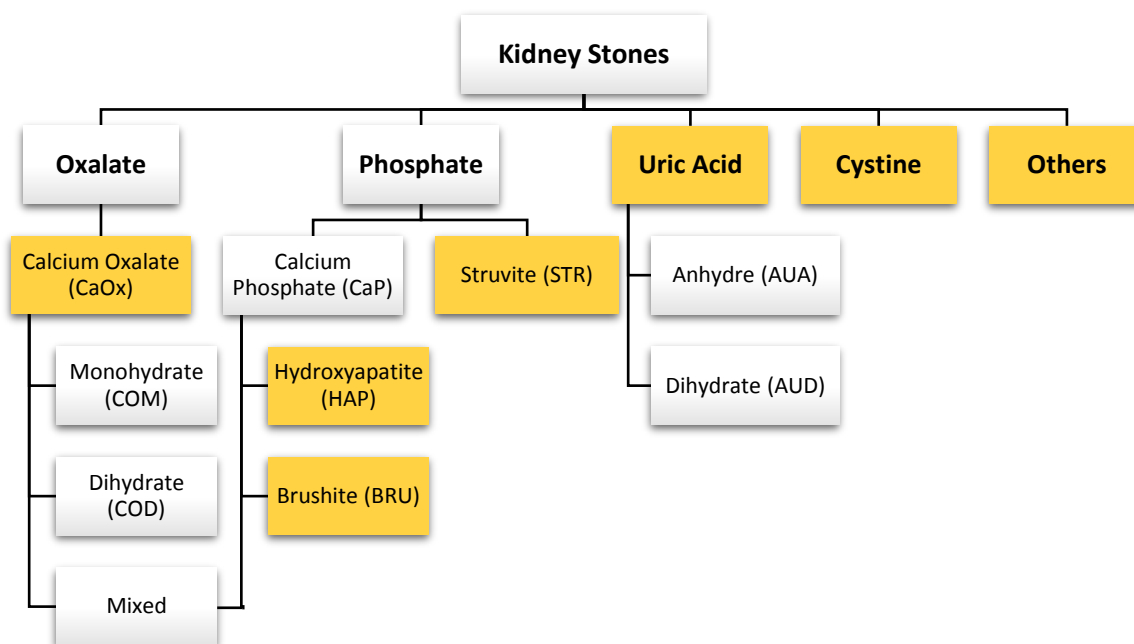 Kidney Stones
Oxalate
Phosphate
Uric Acid
Cystine
Others
Calcium Oxalate
(CaOx)
Calcium
Phosphate (CaP)
Struvite (STR)
Anhydre (AUA)
Monohydrate
(COM)
Hydroxyapatite
(HAP)
Dihydrate (AUD)
Dihydrate
(COD)
Brushite (BRU)
Mixed